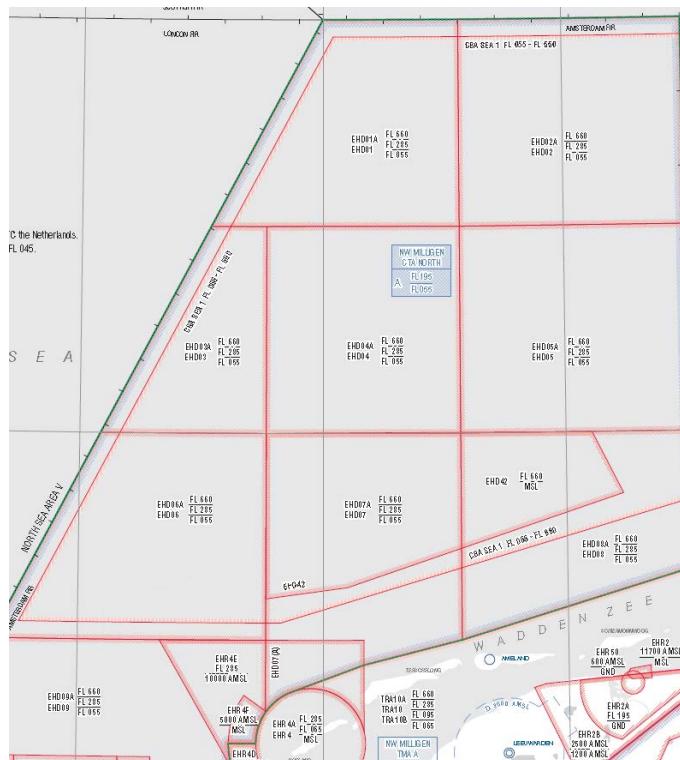 LONDON FIR
AMSTERDAM FIR
CBA SEA 1 FL 055 - FL 660
EHD01A FL 660
EHD01 FL 285
FL 055
EHD02A FL 660
EHD02 FL 285
FL 055
C the Netherlands.
FL 045.
NW MILLIGEN
CTA NORTH
A FL 195
FL 055
S E A
EHD03A FL 660
EHD03 FL 285
FL 055
EHD04A FL 660
EHD04 FL 285
FL 055
EHD05A FL 660
EHD05 FL 285
FL 055
EHD42 FL 660
MSL
EHD06A FL 660
EHD06 FL 285
FL 055
EHD07A FL 660
EHD07 FL 285
FL 055
NORTH SEA AREA V
CBA SEA 1 FL 055 - FL 660
EHD08A FL 660
EHD08 FL 285
FL 055
EHD42
AMSTERDAM FIR
WADDENZEE
EHR2
11700 AMSL
MSL
EHR50
500 AMSL
GND
AMELAND
EHD07 (A)
EHR4E
FL 285
10000 AMSL
TERSCHELLING
EHD09A FL 660
EHD09 FL 285
FL 055
EHR4F
5000 AMSL
MSL
EHR 4A FL 285
EHR 4 FL 055
MSL
TRA10A FL 660
TRA10 FL 285
TRA10B FL 095
FL 065
EHR2A
FL 195
GND
EHR2B
2500 AMSL
1200 AMSL
EHR4D
NW MILLIGEN
TMA A
LEEUWARDEN